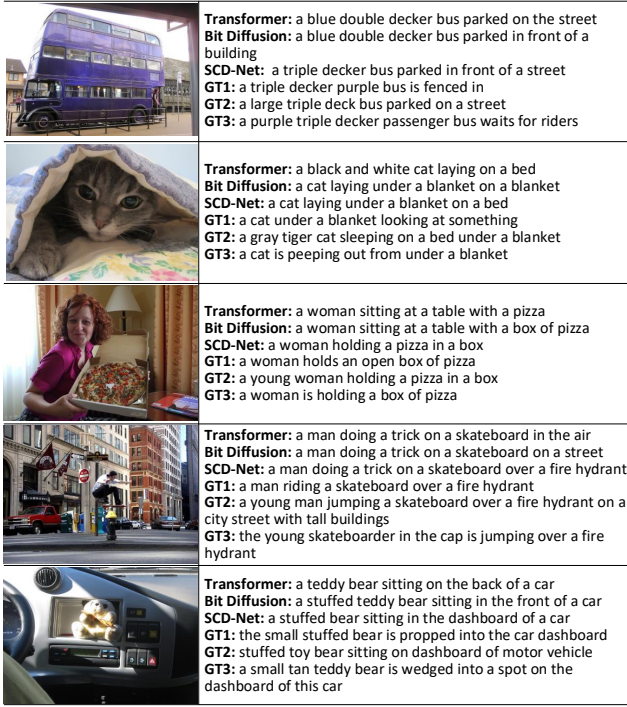 Transformer: a blue double decker bus parked on the street
Bit Diffusion: a blue double decker bus parked in front of a
building
SCD-Net: a triple decker bus parked in front of a street
GT1: a triple decker purple bus is fenced in
GT2: a large triple deck bus parked on a street
GT3: a purple triple decker passenger bus waits for riders
Transformer: a black and white cat laying on a bed
Bit Diffusion: a cat laying under a blanket on a blanket
SCD-Net: a cat laying under a blanket on a bed
GT1: a cat under a blanket looking at something
GT2: a gray tiger cat sleeping on a bed under a blanket
GT3: a cat is peeping out from under a blanket
Transformer: a woman sitting at a table with a pizza
Bit Diffusion: a woman sitting at a table with a box of pizza
SCD-Net: a woman holding a pizza in a box
GT1: a woman holds an open box of pizza
GT2: a young woman holding a pizza in a box
GT3: a woman is holding a box of pizza
Transformer: a man doing a trick on a skateboard in the air
Bit Diffusion: a man doing a trick on a skateboard on a street
SCD-Net: a man doing a trick on a skateboard over a fire hydrant
GT1: a man riding a skateboard over a fire hydrant
GT2: a young man jumping a skateboard over a fire hydrant on a
city street with tall buildings
GT3: the young skateboarder in the cap is jumping over a fire
hydrant
Transformer: a teddy bear sitting on the back of a car
Bit Diffusion: a stuffed teddy bear sitting in the front of a car
SCD-Net: a stuffed bear sitting in the dashboard of a car
GT1: the small stuffed bear is propped into the car dashboard
GT2: stuffed toy bear sitting on dashboard of motor vehicle
GT3: a small tan teddy bear is wedged into a spot on the
dashboard of this car